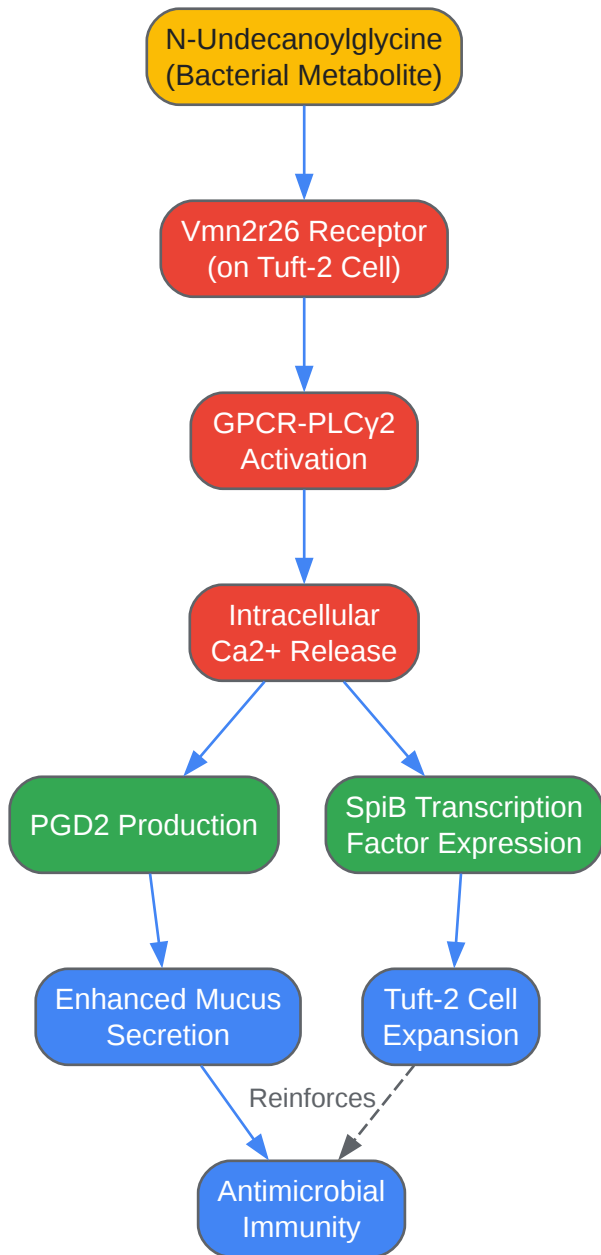 N-Undecanoylglycine
(Bacterial Metabolite)
Vmn2r26 Receptor
(on Tuft-2 Cell)
GPCR-PLCγ2
Activation
Intracellular
Ca2+ Release
PGD2 Production
SpiB Transcription
Factor Expression
Enhanced Mucus
Secretion
Tuft-2 Cell
Expansion
Reinforces
Antimicrobial
Immunity